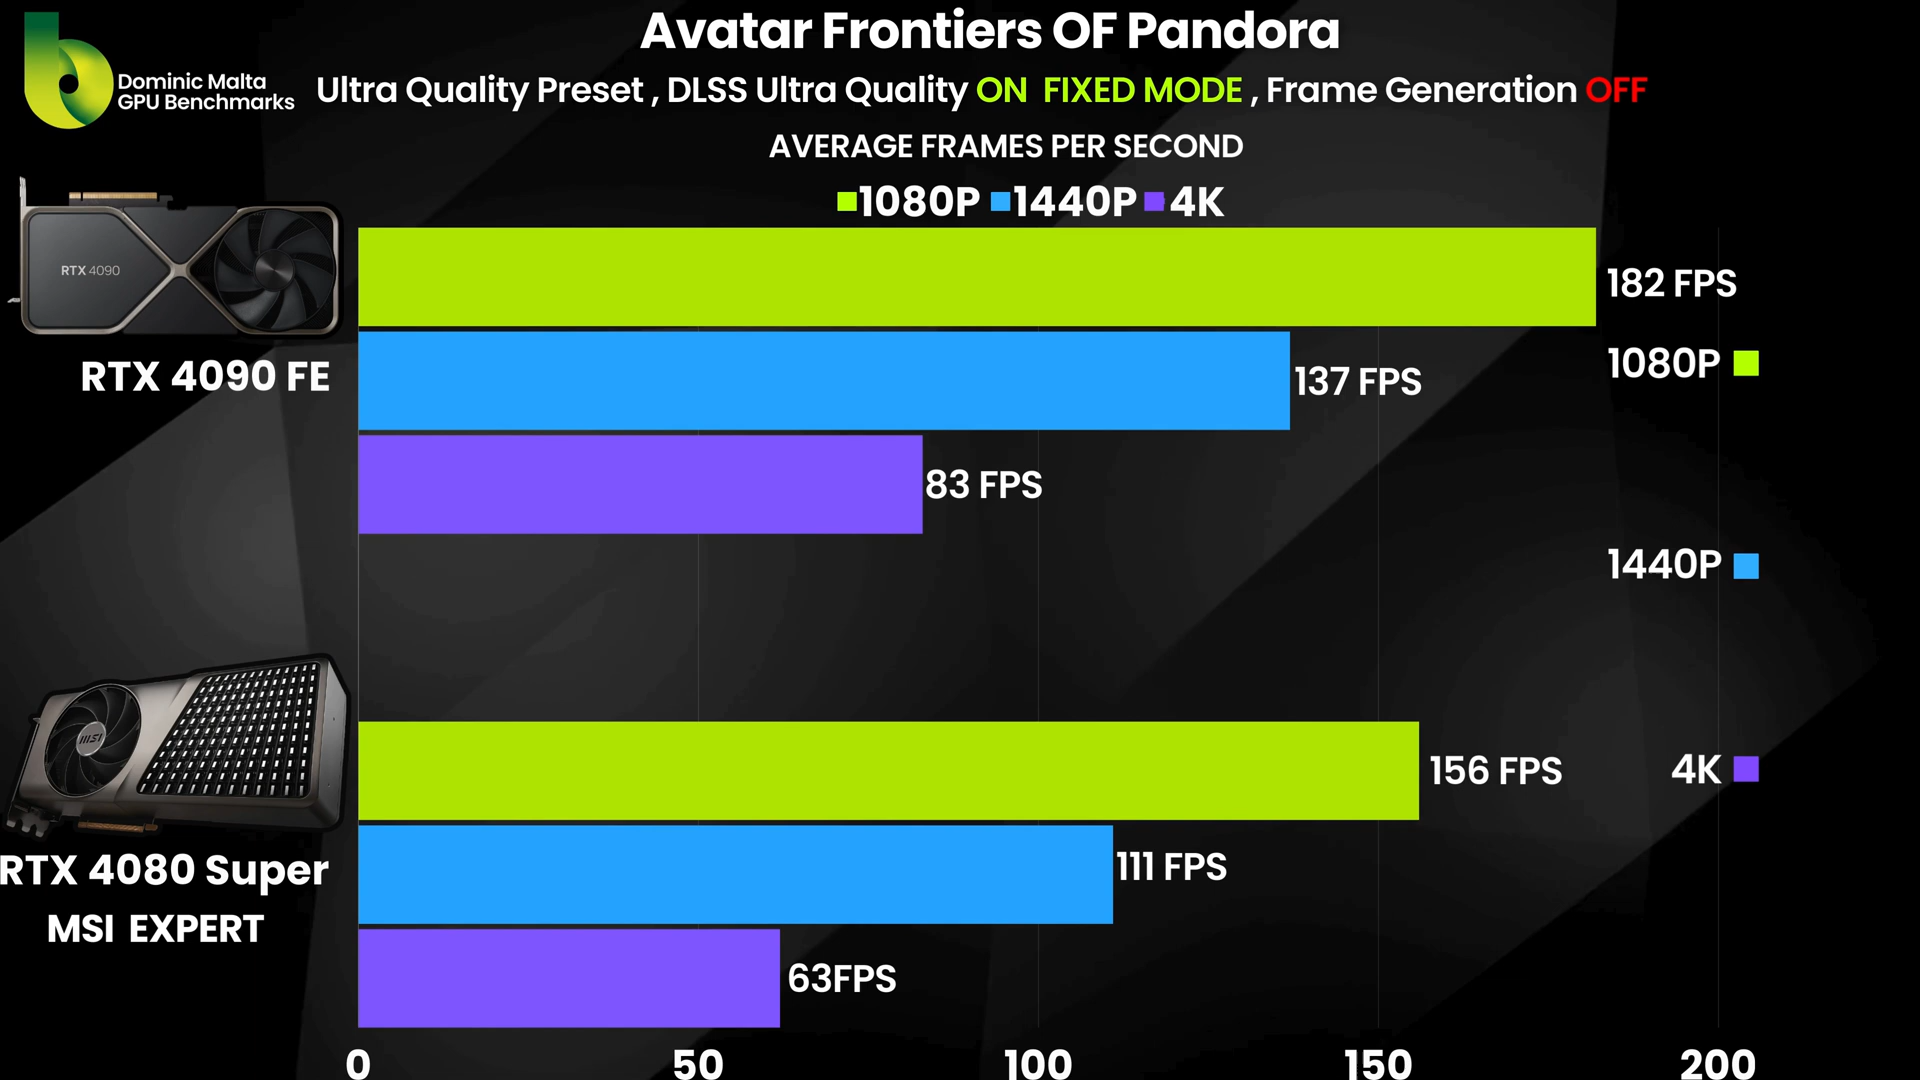 Avatar Frontiers OF Pandora
Dominic Malta
GPU Benchmarks
Ultra Quality Preset , DLSS Ultra Quality ON FIXED MODE , Frame Generation OFF
AVERAGE FRAMES PER SECOND
1080P 1440P 4K
RTX 4090
182 FPS
1080P
RTX 4090 FE
137 FPS
83 FPS
1440P
msi
156 FPS
4K
RTX 4080 Super
MSI EXPERT
111 FPS
63FPS
0 50 100 150 200